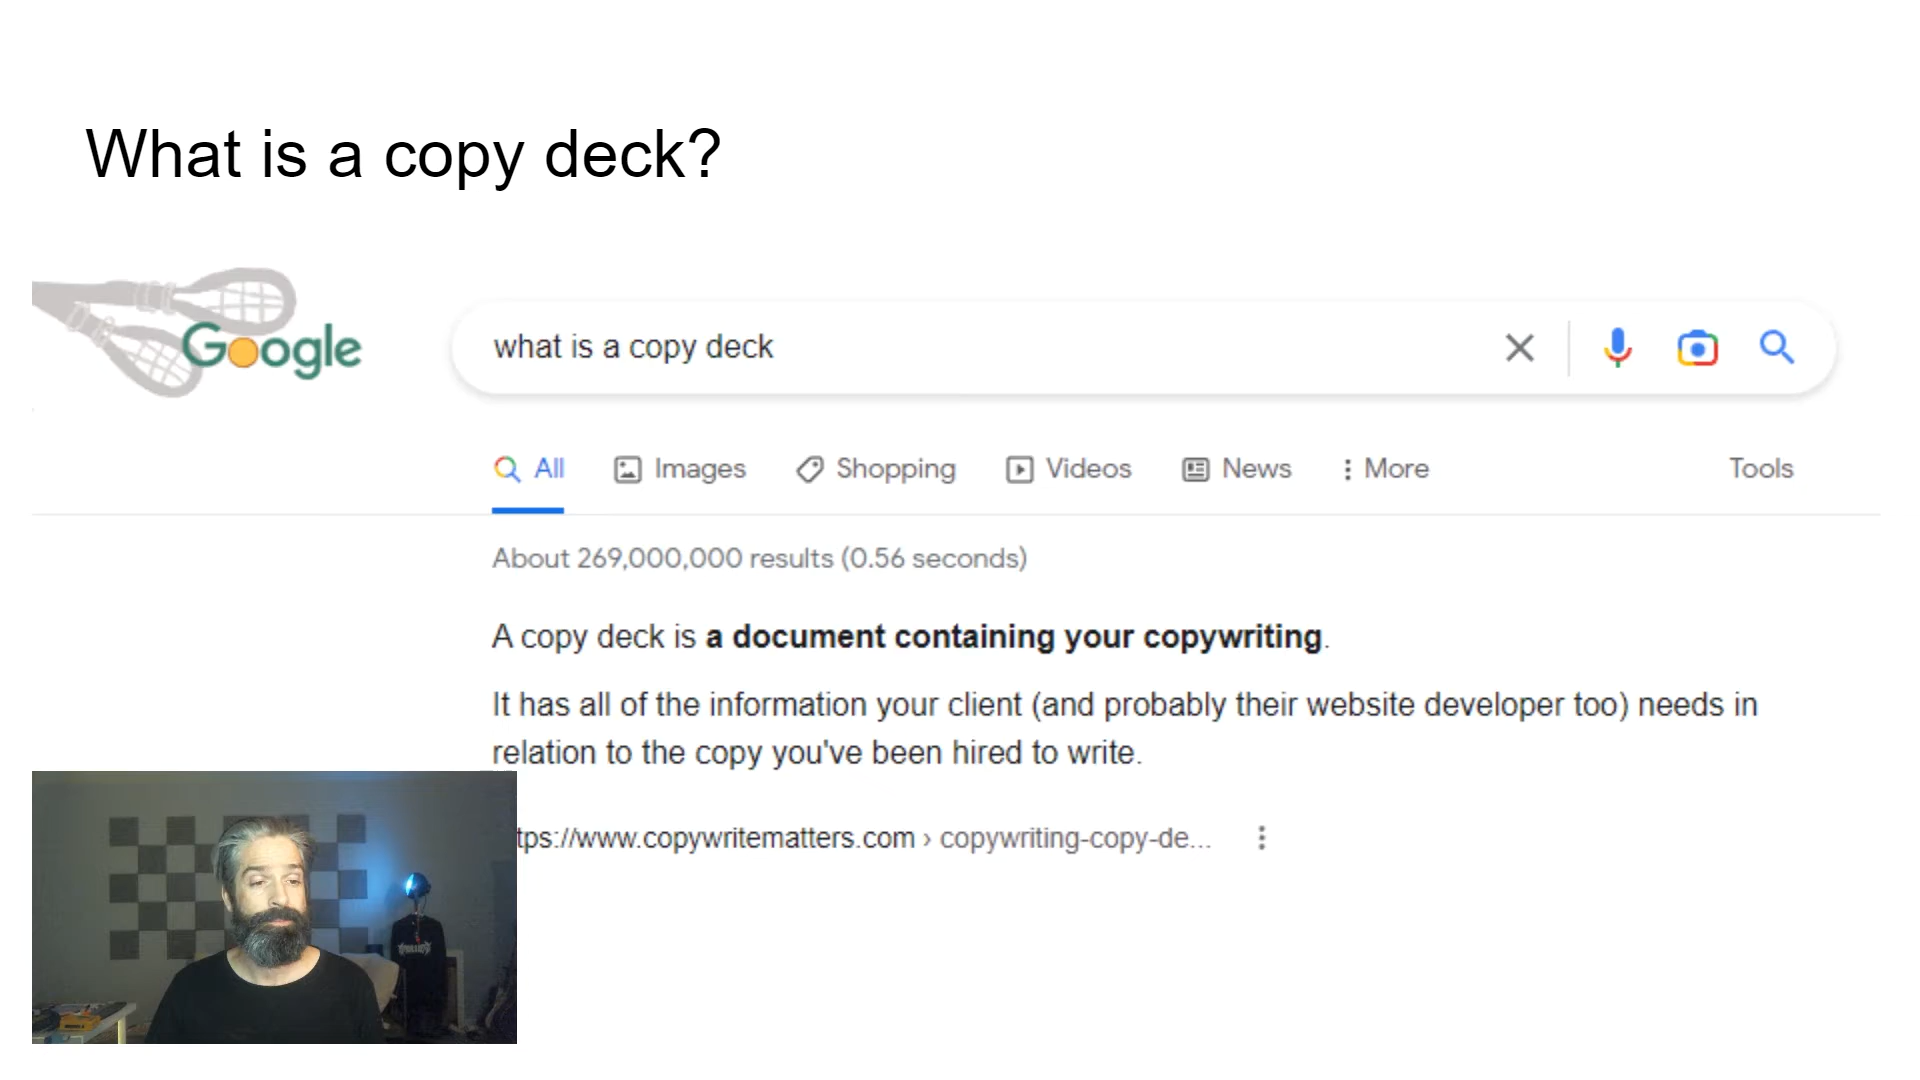 What is a copy deck?
Google
what is a copy deck
All Images Shopping Videos News More Tools
About 269,000,000 results (0.56 seconds)
A copy deck is a document containing your copywriting.
It has all of the information your client (and probably their website developer too) needs in
relation to the copy you've been hired to write.
tps://www.copywritematters.com › copywriting-copy-de...